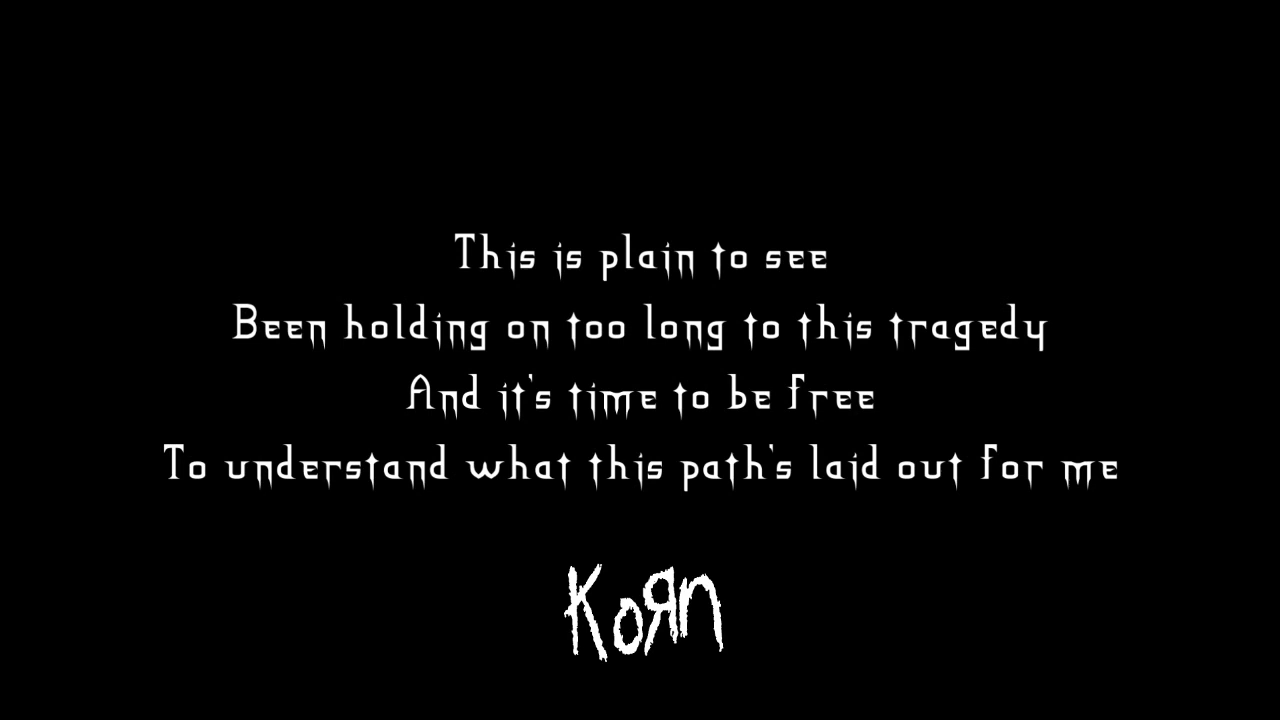 This is plain to see
Been holding on too long to this tragedy
And it's time to be free
To understand what this path's laid out for me
KoЯn